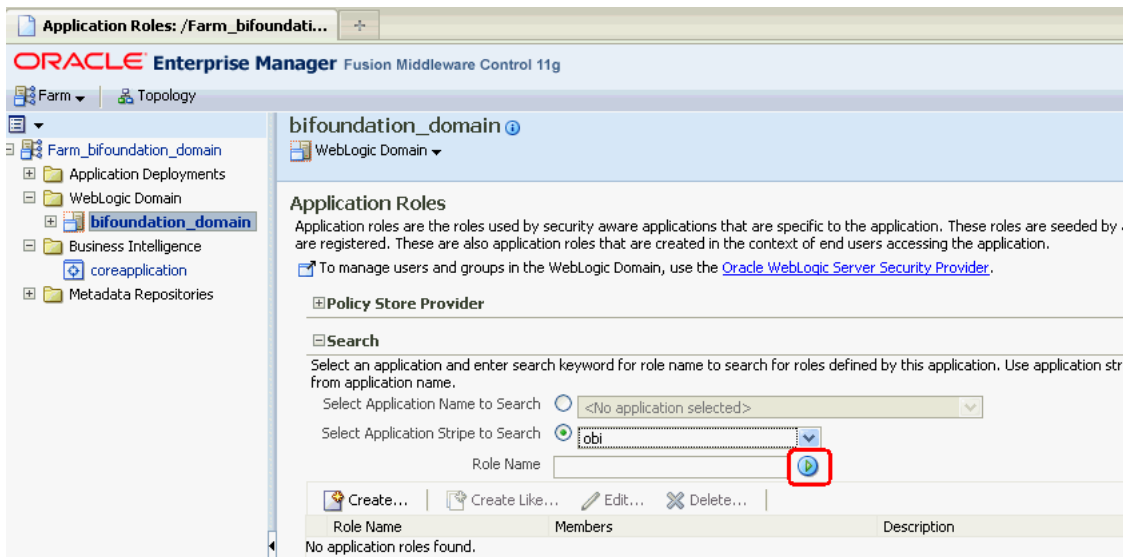 Application Roles: /Farm_bifoundati...
ORACLE Enterprise Manager Fusion Middleware Control 11g
Farm Topology
Farm_bifoundation_domain
Application Deployments
WebLogic Domain
bifoundation_domain
Business Intelligence
coreapplication
Metadata Repositories
bifoundation_domain
WebLogic Domain
Application Roles
Application roles are the roles used by security aware applications that are specific to the application. These roles are seeded by
are registered. These are also application roles that are created in the context of end users accessing the application.
To manage users and groups in the WebLogic Domain, use the Oracle WebLogic Server Security Provider.
Policy Store Provider
Search
Select an application and enter search keyword for role name to search for roles defined by this application. Use application str
from application name.
Select Application Name to Search <No application selected>
Select Application Stripe to Search obi
Role Name
Create... Create Like... Edit... Delete...
Role Name Members Description
No application roles found.